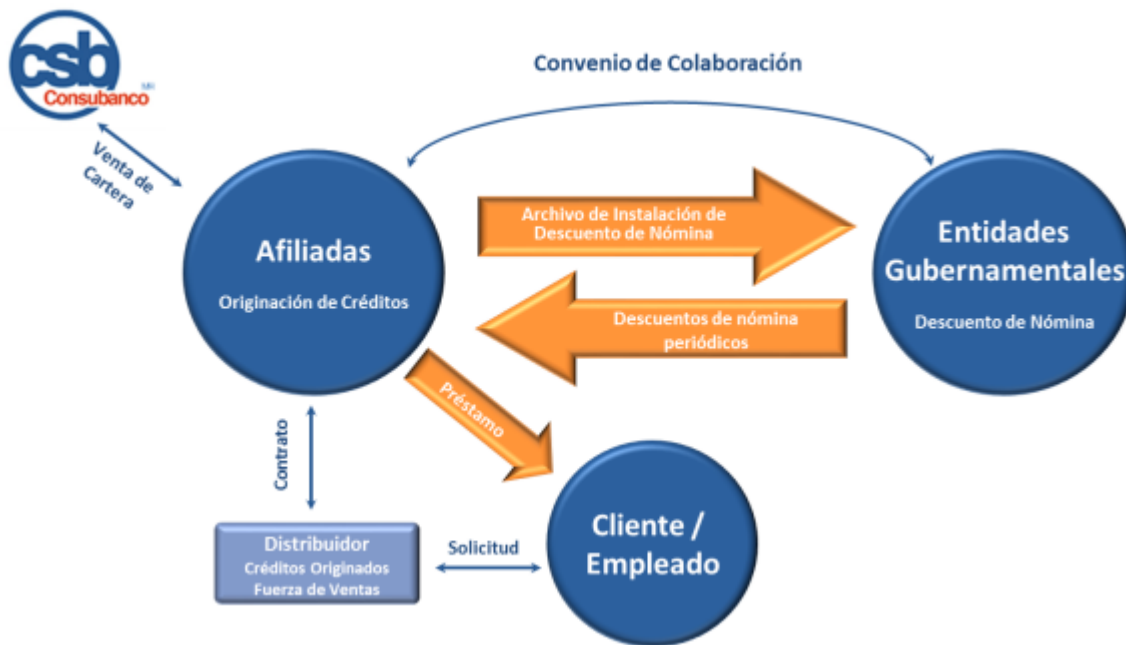 csb
Consubanco
MR
Convenio de Colaboración
Venta de
Cartera
Afiliadas
Originación de Créditos
Archivo de Instalación de
Descuento de Nómina
Descuentos de nómina
periódicos
Entidades
Gubernamentales
Descuento de Nómina
Préstamo
Contrato
Distribuidor
Créditos Originados
Fuerza de Ventas
Solicitud
Cliente /
Empleado